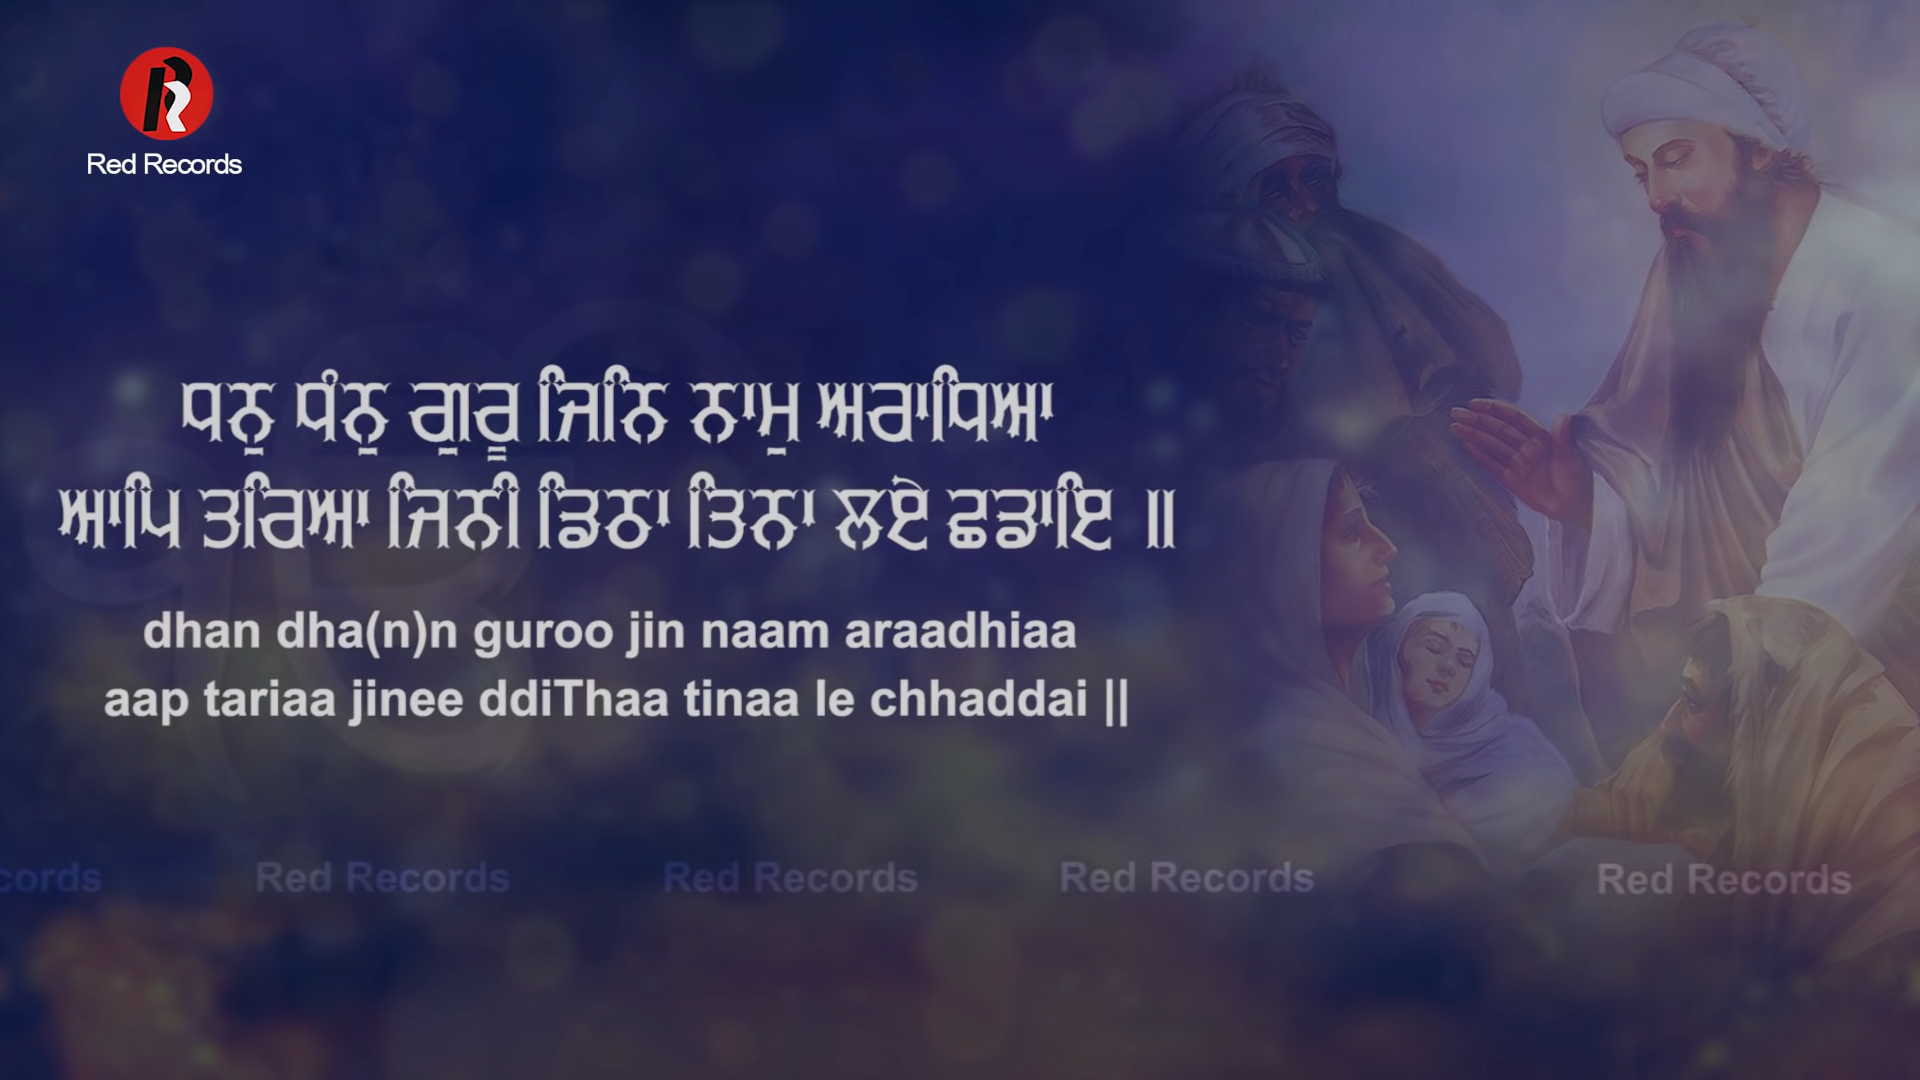 Red Records
ਧਨੁ ਧੰਨੁ ਗੁਰੂ ਜਿਨਿ ਨਾਮੁ ਅਰਾਧਿਆ
ਆਪਿ ਤਰਿਆ ਜਿਨੀ ਡਿਠਾ ਤਿਨਾ ਲਏ ਛਡਾਇ ॥
dhan dha(n)n guroo jin naam araadhiaa
aap tariaa jinee ddiThaa tinaa le chhaddai ||
cords Red Records Red Records Red Records Red Records